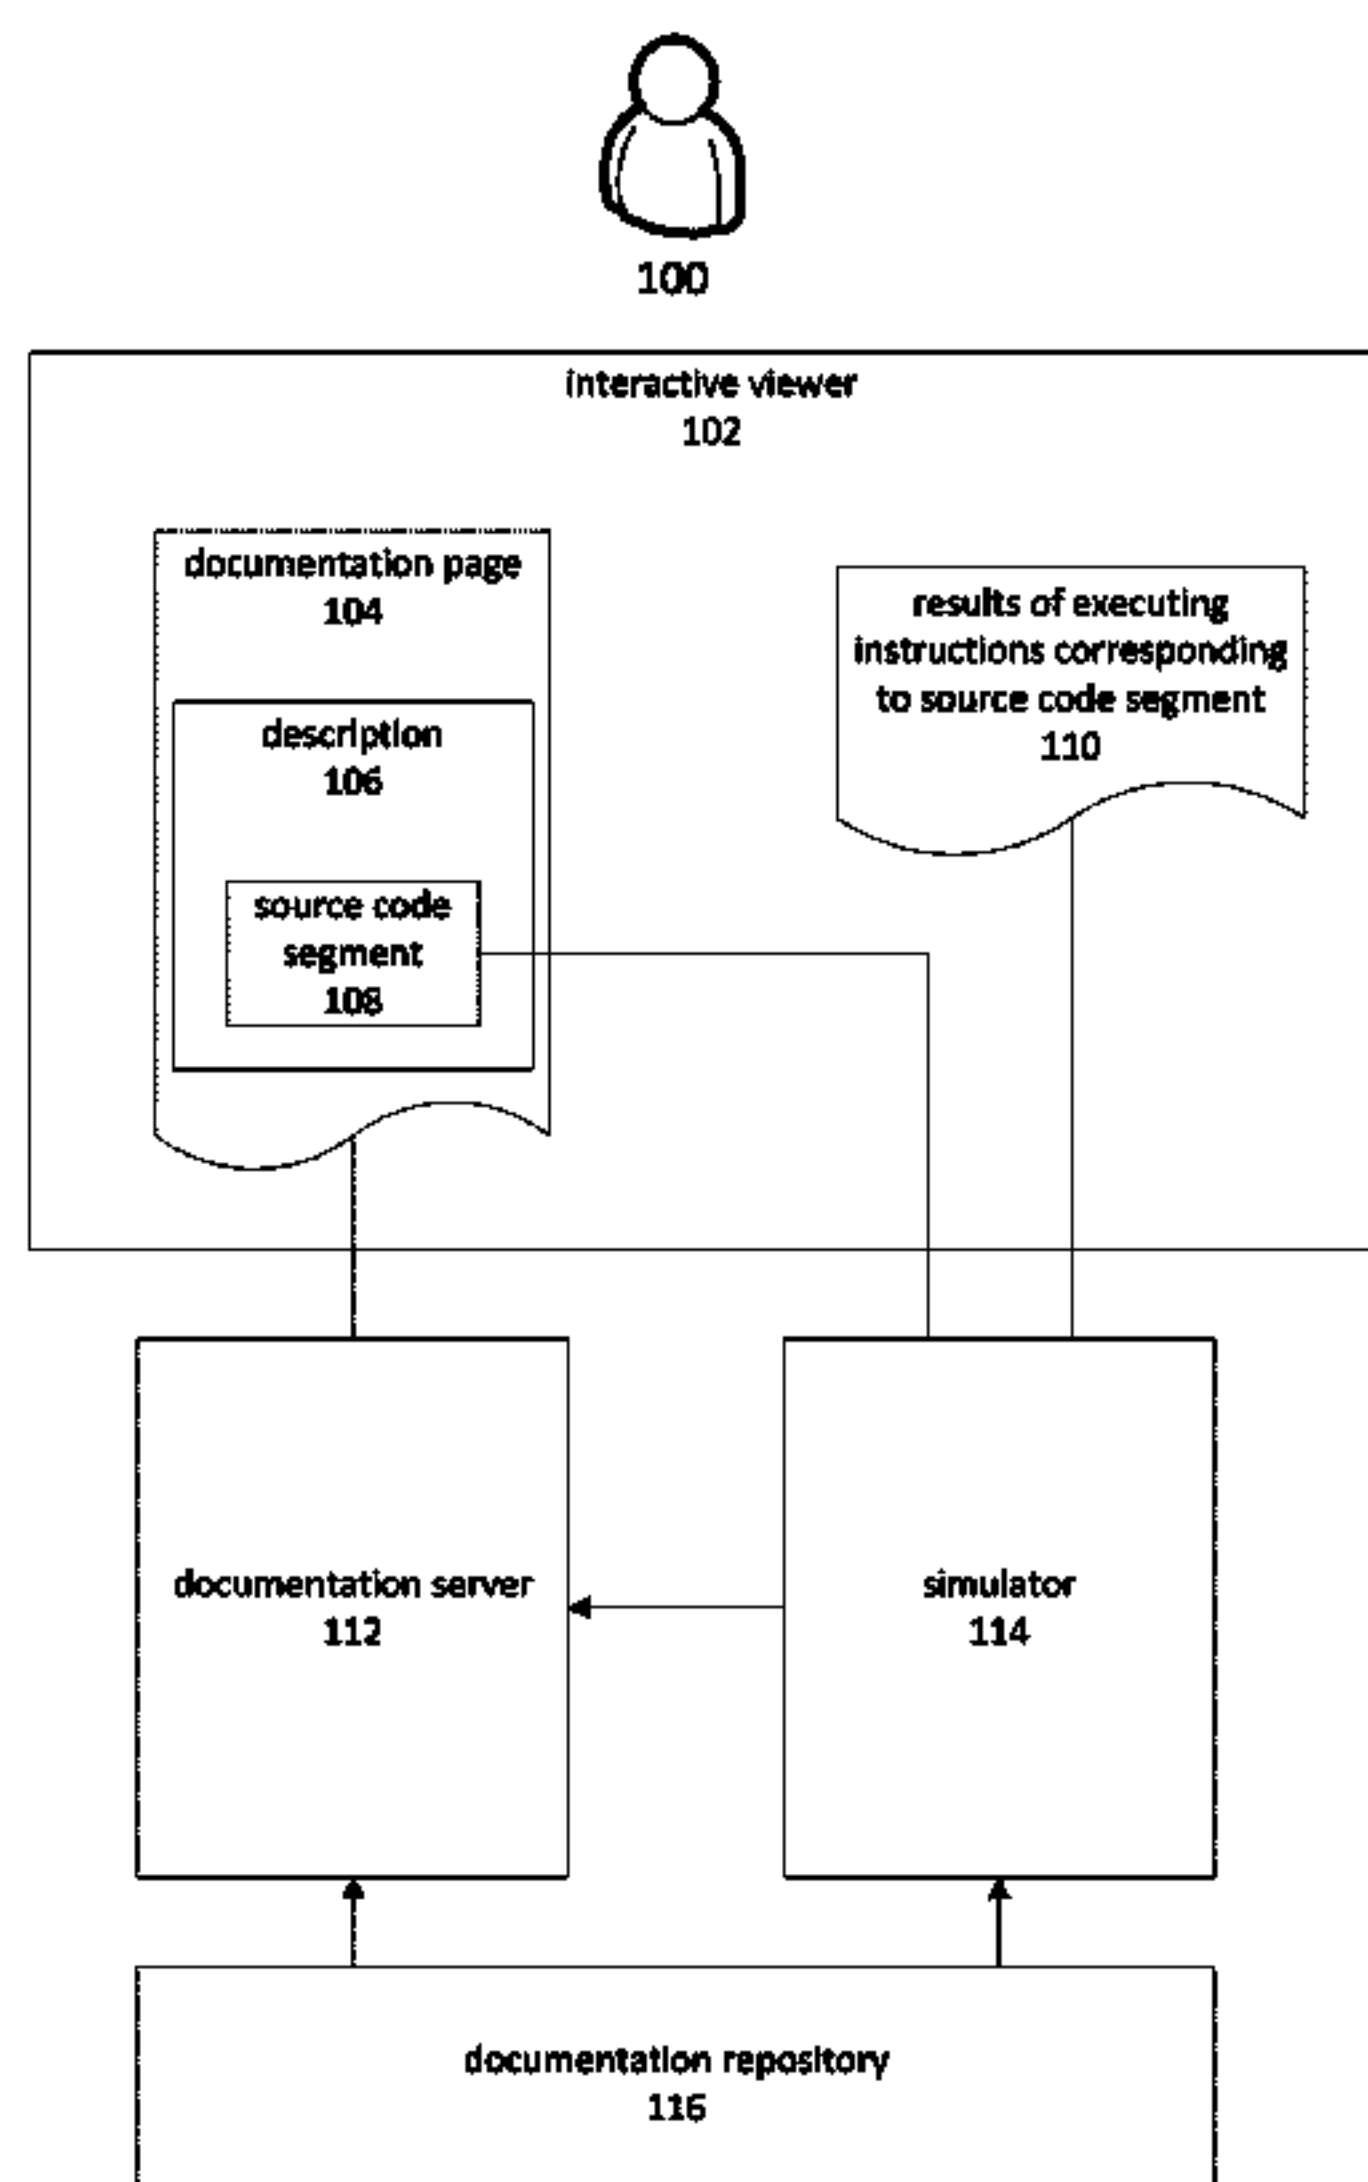 100
interactive viewer
102
documentation page
104
description
106
source code
segment
108
results of executing
instructions corresponding
to source code segment
110
documentation server
112
simulator
114
documentation repository
116